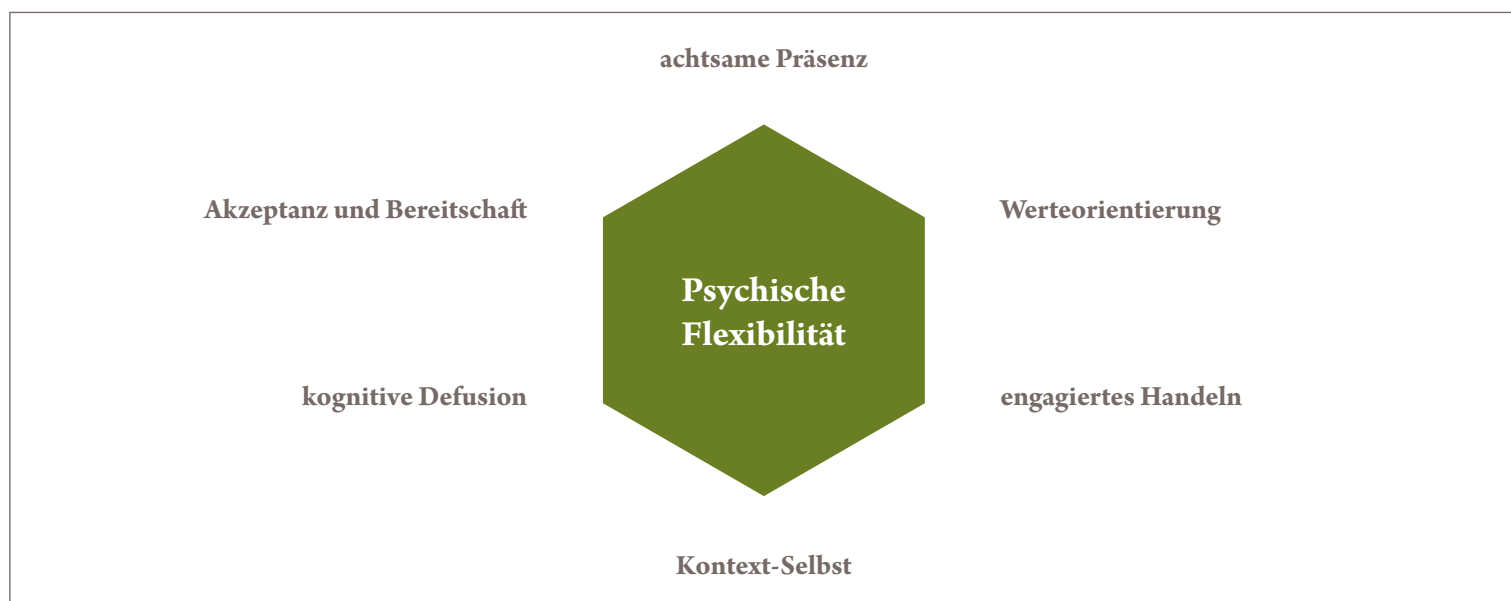 achtsame Präsenz
Akzeptanz und Bereitschaft
Werteorientierung
Psychische
Flexibilität
kognitive Defusion
engagiertes Handeln
Kontext-Selbst